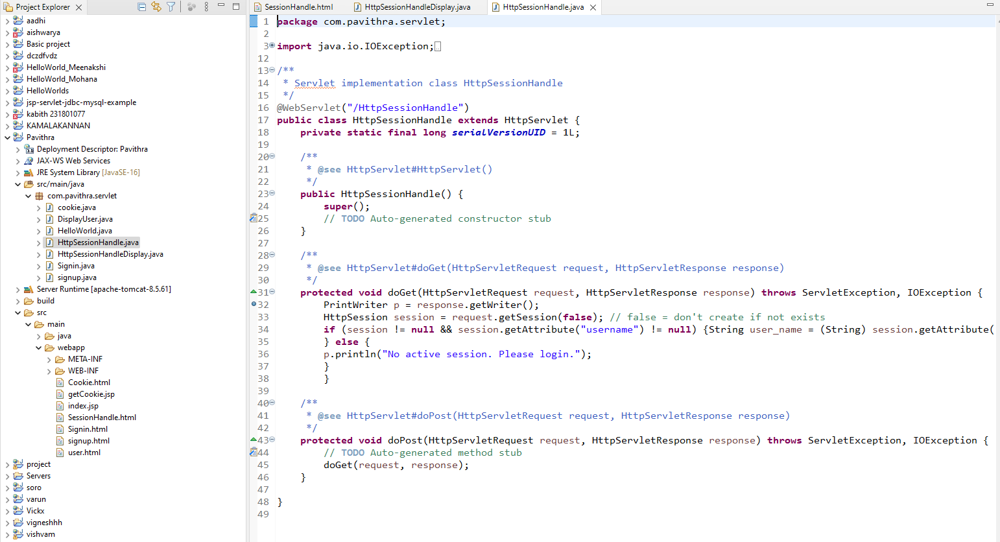 Project Explorer
aadhi
aishwarya
Basic project
dczdfvdz
HelloWorld_Meenakshi
HelloWorld_Mohana
HelloWorlds
jsp-servlet-jdbc-mysql-example
kabith 231801077
KAMALAKANNAN
Pavithra
3.0 Deployment Descriptor: Pavithra
JAX-WS Web Services
JRE System Library [JavaSE-16]
src/main/java
com.pavithra.servlet
cookie.java
DisplayUser.java
HelloWorld.java
HttpSessionHandle.java
HttpSessionHandleDisplay.java
Signin.java
signup.java
Server Runtime [apache-tomcat-8.5.61]
build
src
main
java
webapp
META-INF
WEB-INF
Cookie.html
getCookie.jsp
index.jsp
SessionHandle.html
Signin.html
signup.html
user.html
project
Servers
soro
varun
Vickx
vigneshhh
vishvam
SessionHandle.html HttpSessionHandleDisplay.java HttpSessionHandle.java
1 package com.pavithra.servlet;
2
3 import java.io.IOException;
12
13 /**
14  * Servlet implementation class HttpSessionHandle
15  */
16 @WebServlet("/HttpSessionHandle")
17 public class HttpSessionHandle extends HttpServlet {
18     private static final long serialVersionUID = 1L;
19
20     /**
21      * @see HttpServlet#HttpServlet()
22      */
23     public HttpSessionHandle() {
24         super();
25         // TODO Auto-generated constructor stub
26     }
27
28     /**
29      * @see HttpServlet#doGet(HttpServletRequest request, HttpServletResponse response)
30      */
31     protected void doGet(HttpServletRequest request, HttpServletResponse response) throws ServletException, IOException {
32         PrintWriter p = response.getWriter();
33         HttpSession session = request.getSession(false); // false = don't create if not exists
34         if (session != null && session.getAttribute("username") != null) {String user_name = (String) session.getAttribute(
35         } else {
36         p.println("No active session. Please login.");
37         }
38         }
39
40     /**
41      * @see HttpServlet#doPost(HttpServletRequest request, HttpServletResponse response)
42      */
43     protected void doPost(HttpServletRequest request, HttpServletResponse response) throws ServletException, IOException {
44         // TODO Auto-generated method stub
45         doGet(request, response);
46     }
47
48 }
49